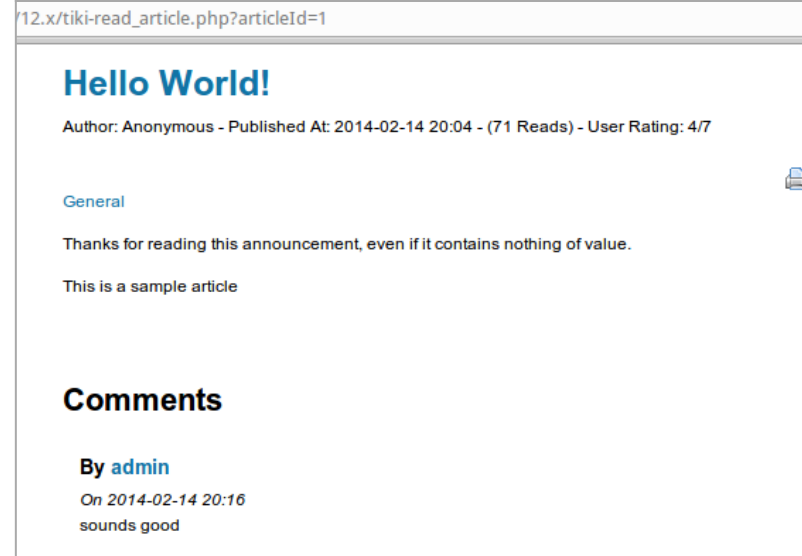 /12.x/tiki-read_article.php?articleId=1
Hello World!
Author: Anonymous - Published At: 2014-02-14 20:04 - (71 Reads) - User Rating: 4/7
General
Thanks for reading this announcement, even if it contains nothing of value.
This is a sample article
Comments
By admin
On 2014-02-14 20:16
sounds good